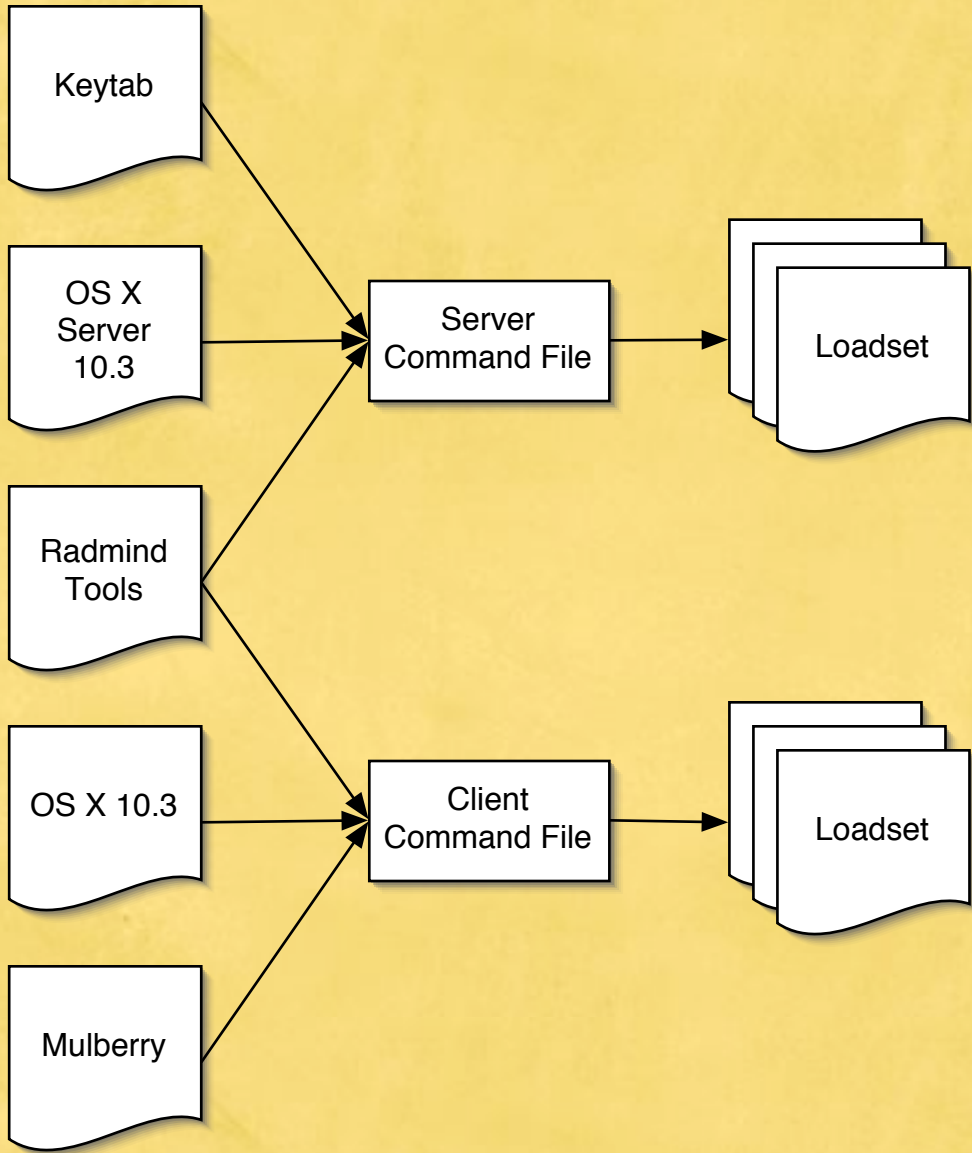 Keytab
OS X
Server
10.3
Radmind
Tools
OS X 10.3
Mulberry
Server
Command File
Client
Command File
Loadset
Loadset